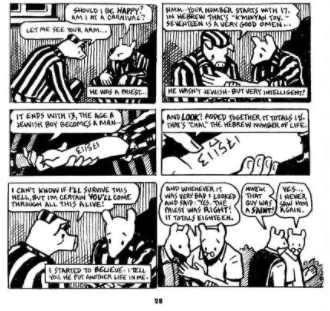 SHOULD I BE HAPPY?
AM I AT A CARNIVAL?
LET ME SEE YOUR ARM...
HE WAS A PRIEST...
HMM. YOUR NUMBER STARTS WITH 17.
IN HEBREW THAT'S "K'MINYAN TOV."
SEVENTEEN IS A VERY GOOD OMEN...
HE WASN'T JEWISH - BUT VERY INTELLIGENT!
IT ENDS WITH 13, THE AGE A
JEWISH BOY BECOMES A MAN...
AND LOOK! ADDED TOGETHER IT TOTALS 18.
THAT'S "CHAI," THE HEBREW NUMBER OF LIFE.
175113
175113
I CAN'T KNOW IF I'LL SURVIVE THIS
HELL, BUT I'M CERTAIN YOU'LL COME
THROUGH ALL THIS ALIVE!
I STARTED TO BELIEVE. I TELL
YOU, HE PUT ANOTHER LIFE IN ME.
AND WHENEVER IT
WAS VERY BAD I LOOKED
AND SAID: "YES. THE
PRIEST WAS RIGHT!
IT TOTALS EIGHTEEN."
THAT
GUY WAS
A SAINT!
YES...
I NEVER
SAW HIM
AGAIN.
28